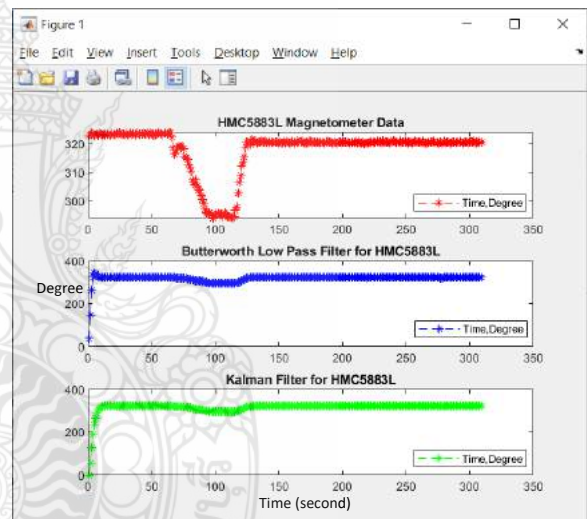 Figure 1
File Edit View Insert Tools Desktop Window Help
HMC5883L Magnetometer Data
320
310
300
Time,Degree
0 50 100 150 200 250 300 350
Butterworth Low Pass Filter for HMC5883L
400
Degree
200
0
Time,Degree
0 50 100 150 200 250 300 350
Kalman Filter for HMC5883L
400
200
0
Time,Degree
0 50 100 150 200 250 300 350
Time (second)